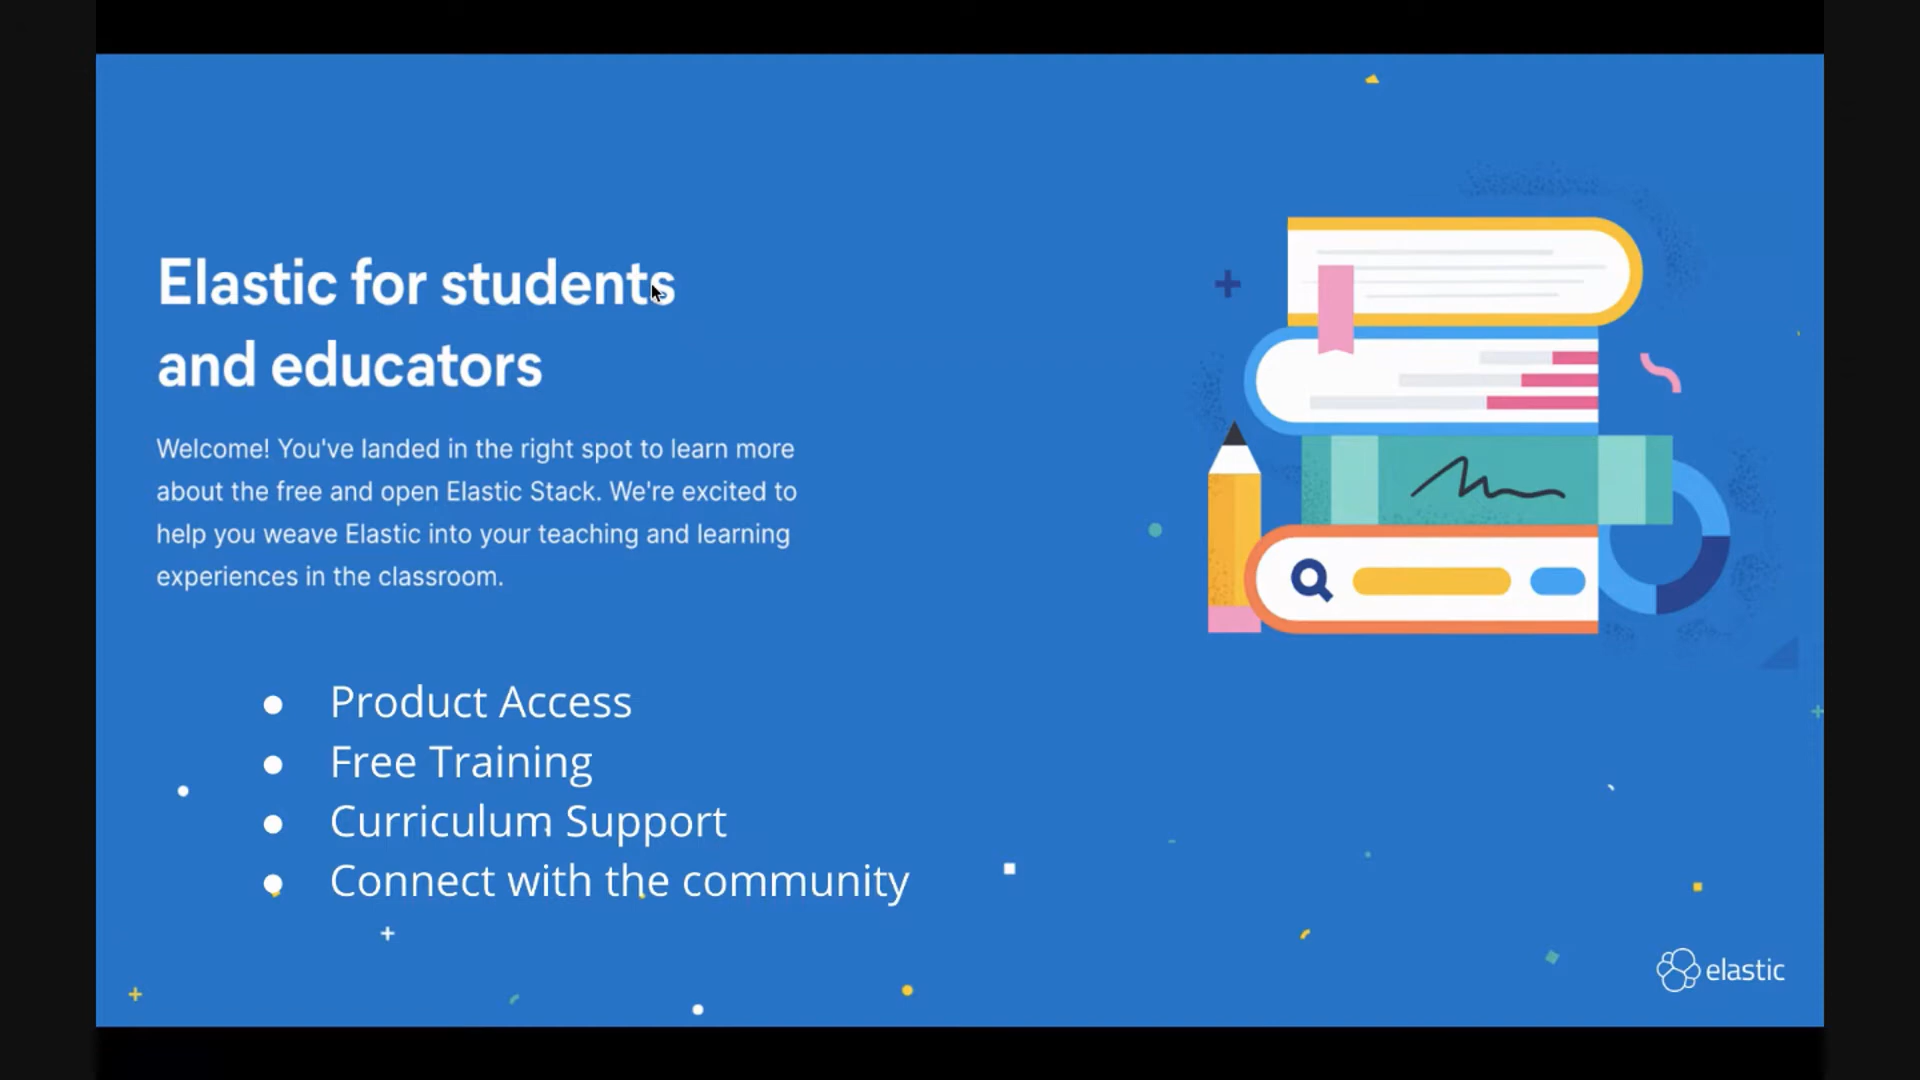 Elastic for students
and educators
Welcome! You've landed in the right spot to learn more
about the free and open Elastic Stack. We're excited to
help you weave Elastic into your teaching and learning
experiences in the classroom.
● Product Access
● Free Training
● Curriculum Support
● Connect with the community
elastic